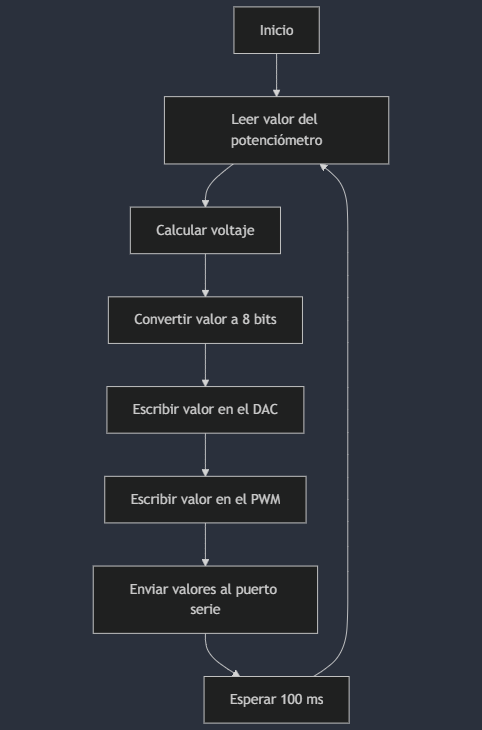 Inicio
Leer valor del
potenciómetro
Calcular voltaje
Convertir valor a 8 bits
Escribir valor en el DAC
Escribir valor en el PWM
Enviar valores al puerto
serie
Esperar 100 ms